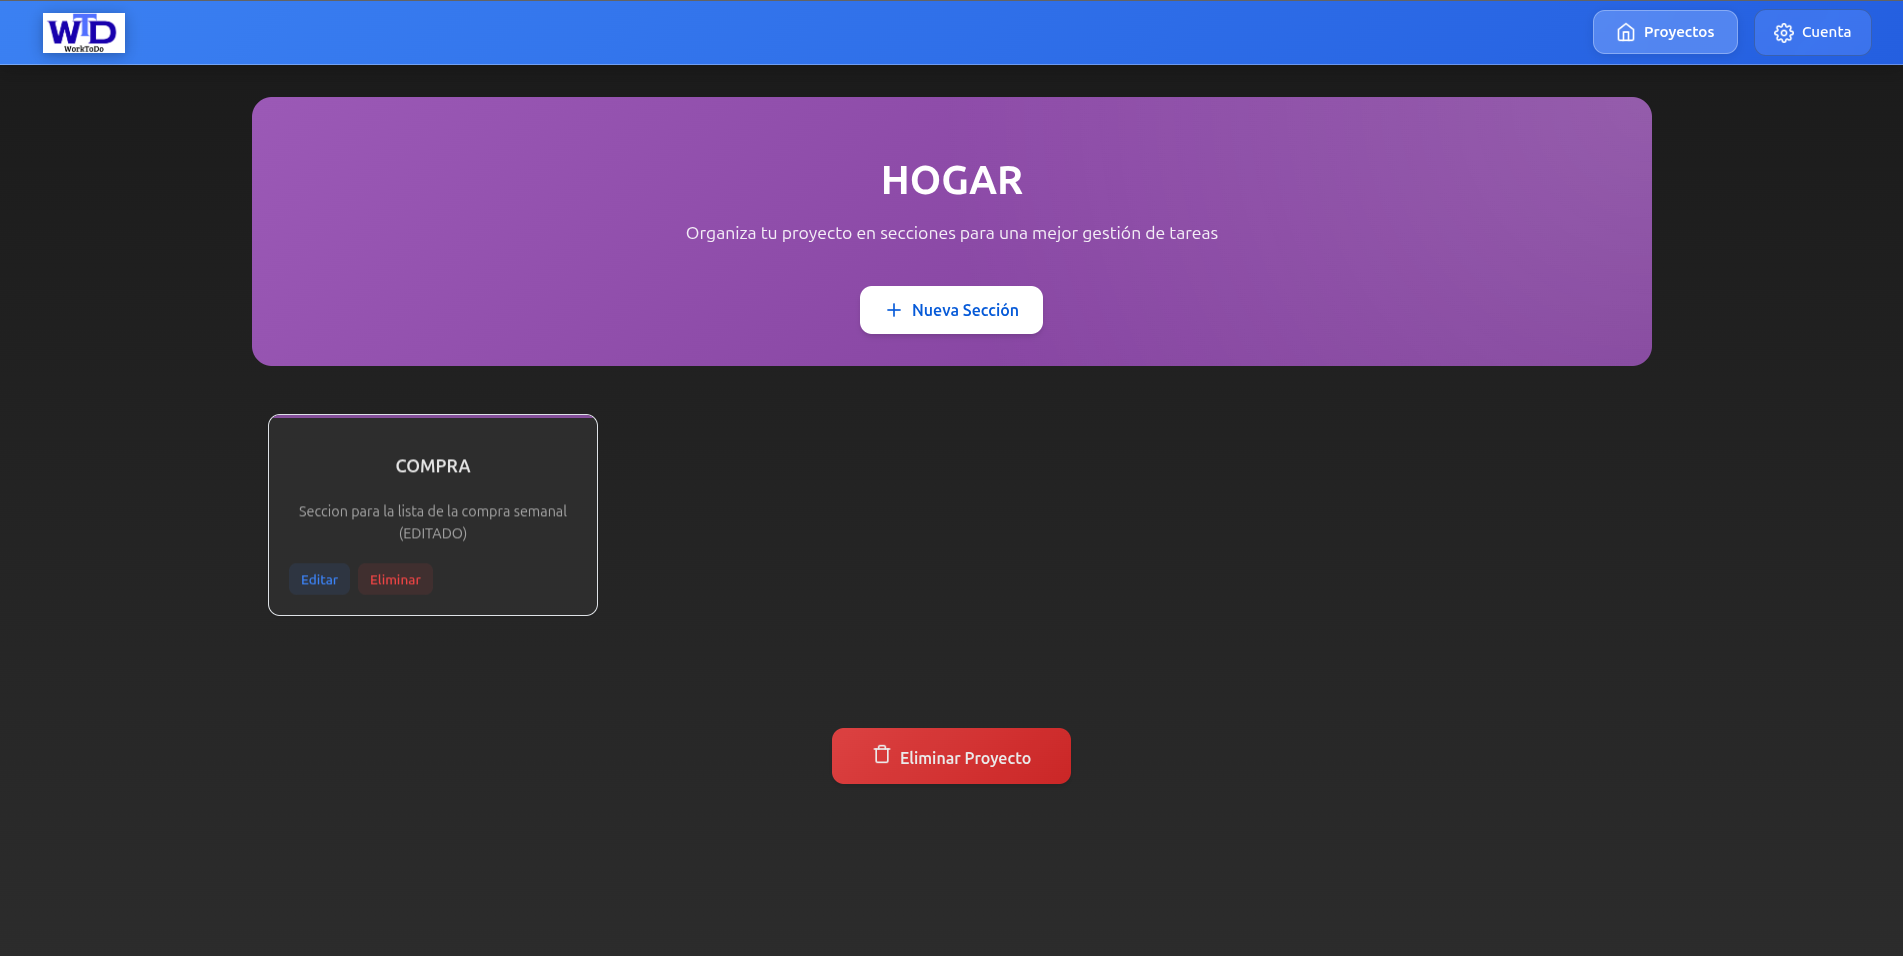 WTD
WorkToDo
Proyectos
Cuenta
HOGAR
Organiza tu proyecto en secciones para una mejor gestión de tareas
Nueva Sección
COMPRA
Seccion para la lista de la compra semanal
(EDITADO)
Editar
Eliminar
Eliminar Proyecto